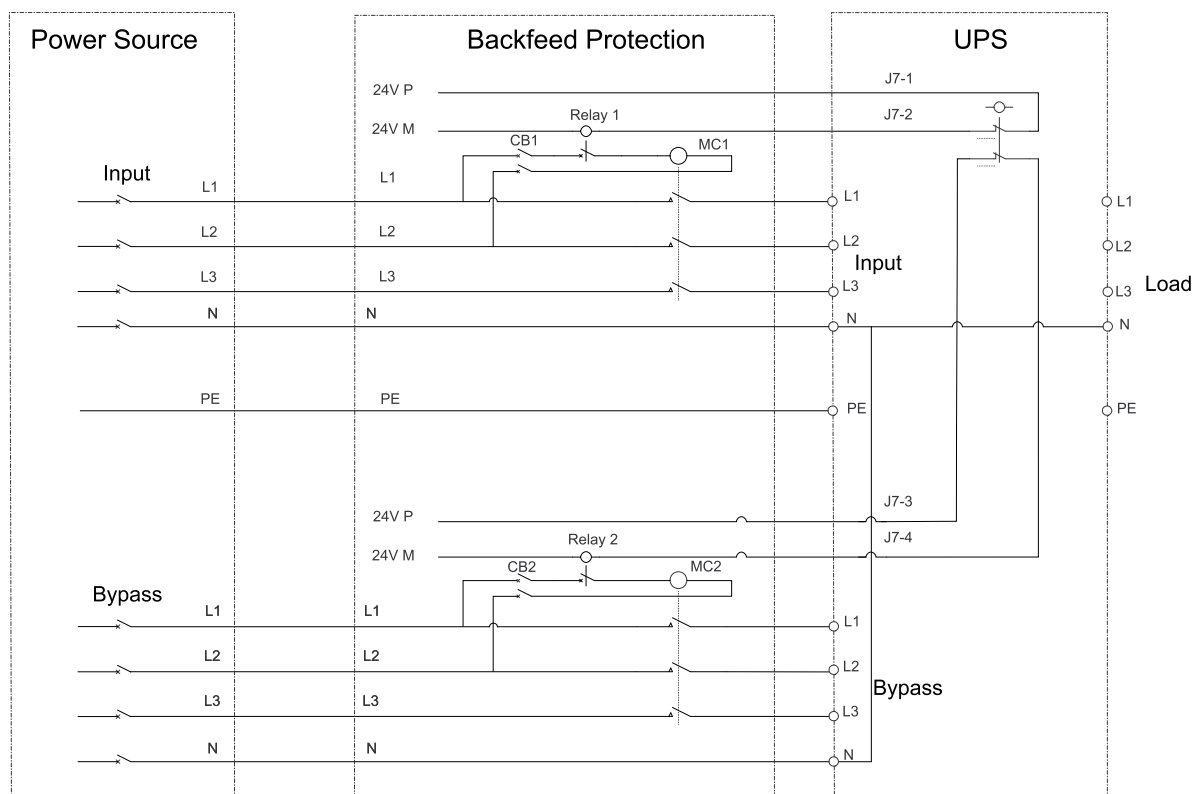 Power Source
Backfeed Protection
UPS
24V P
J7-1
Relay 1
24V M
J7-2
CB1
MC1
Input
L1
L1
L1
L1
L2
L2
L2
L2
Input
L3
L3
L3
L3
Load
N
N
N
N
PE
PE
PE
PE
24V P
J7-3
Relay 2
24V M
J7-4
CB2
MC2
Bypass
L1
L1
L1
L2
L2
L2
Bypass
L3
L3
L3
N
N
N